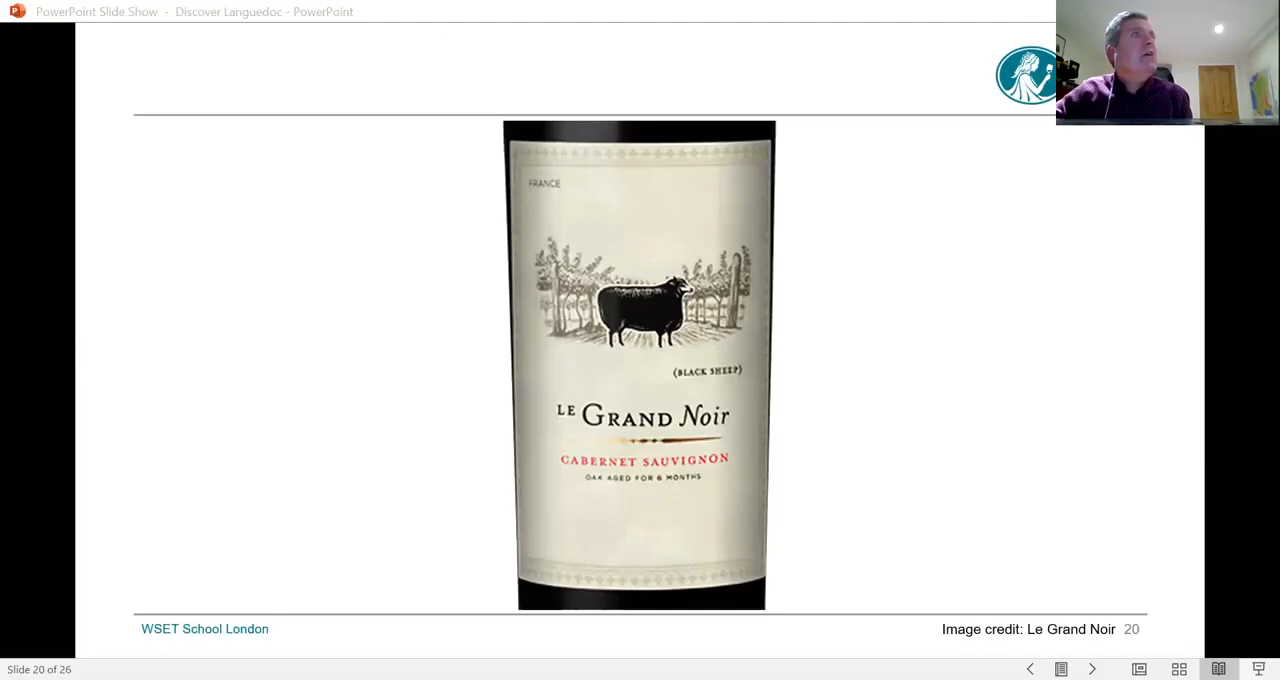 PowerPoint Slide Show - Discover Languedoc - PowerPoint
FRANCE
(BLACK SHEEP)
LE GRAND Noir
CABERNET SAUVIGNON
OAK AGED FOR 6 MONTHS
WSET School London
Image credit: Le Grand Noir 20
Slide 20 of 26